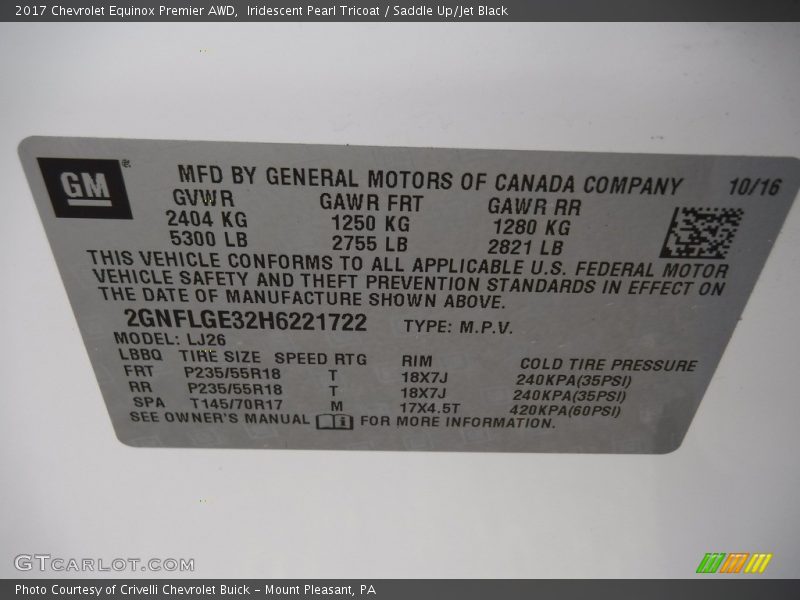 2017 Chevrolet Equinox Premier AWD, Iridescent Pearl Tricoat / Saddle Up/Jet Black
GM®
MFD BY GENERAL MOTORS OF CANADA COMPANY 10/16
GVWR GAWR FRT GAWR RR
2404 KG 1250 KG 1280 KG
5300 LB 2755 LB 2821 LB
THIS VEHICLE CONFORMS TO ALL APPLICABLE U.S. FEDERAL MOTOR
VEHICLE SAFETY AND THEFT PREVENTION STANDARDS IN EFFECT ON
THE DATE OF MANUFACTURE SHOWN ABOVE.
2GNFLGE32H6221722 TYPE: M.P.V.
MODEL: LJ26
LBBQ TIRE SIZE SPEED RTG RIM COLD TIRE PRESSURE
FRT P235/55R18 T 18X7J 240KPA(35PSI)
RR P235/55R18 T 18X7J 240KPA(35PSI)
SPA T145/70R17 M 17X4.5T 420KPA(60PSI)
SEE OWNER'S MANUAL i FOR MORE INFORMATION.
GTCARLOT.COM
Photo Courtesy of Crivelli Chevrolet Buick - Mount Pleasant, PA